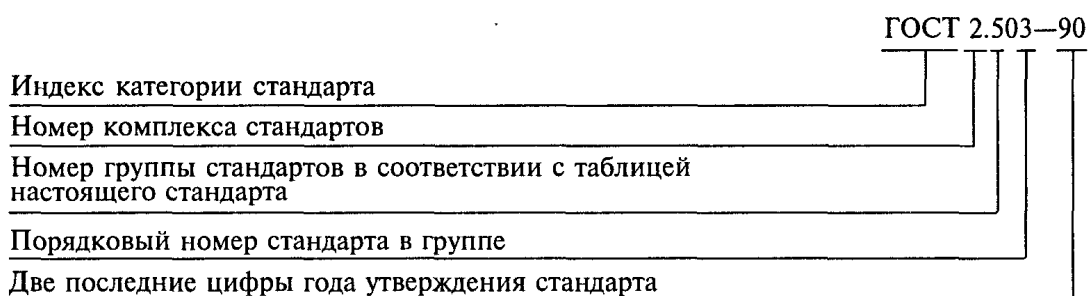 ГОСТ 2.503—90
Индекс категории стандарта
Номер комплекса стандартов
Номер группы стандартов в соответствии с таблицей
настоящего стандарта
Порядковый номер стандарта в группе
Две последние цифры года утверждения стандарта